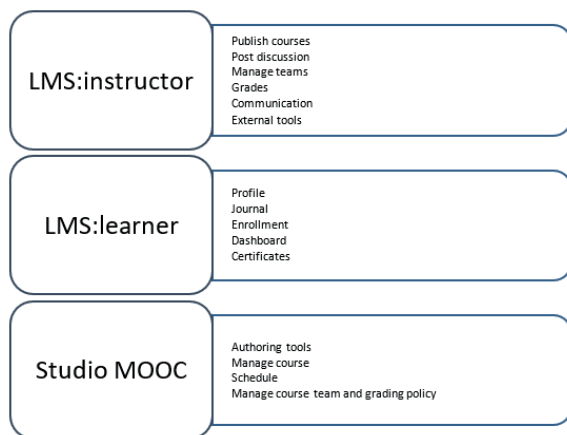 LMS:instructor
Publish courses
Post discussion
Manage teams
Grades
Communication
External tools
LMS:learner
Profile
Journal
Enrollment
Dashboard
Certificates
Studio MOOC
Authoring tools
Manage course
Schedule
Manage course team and grading policy